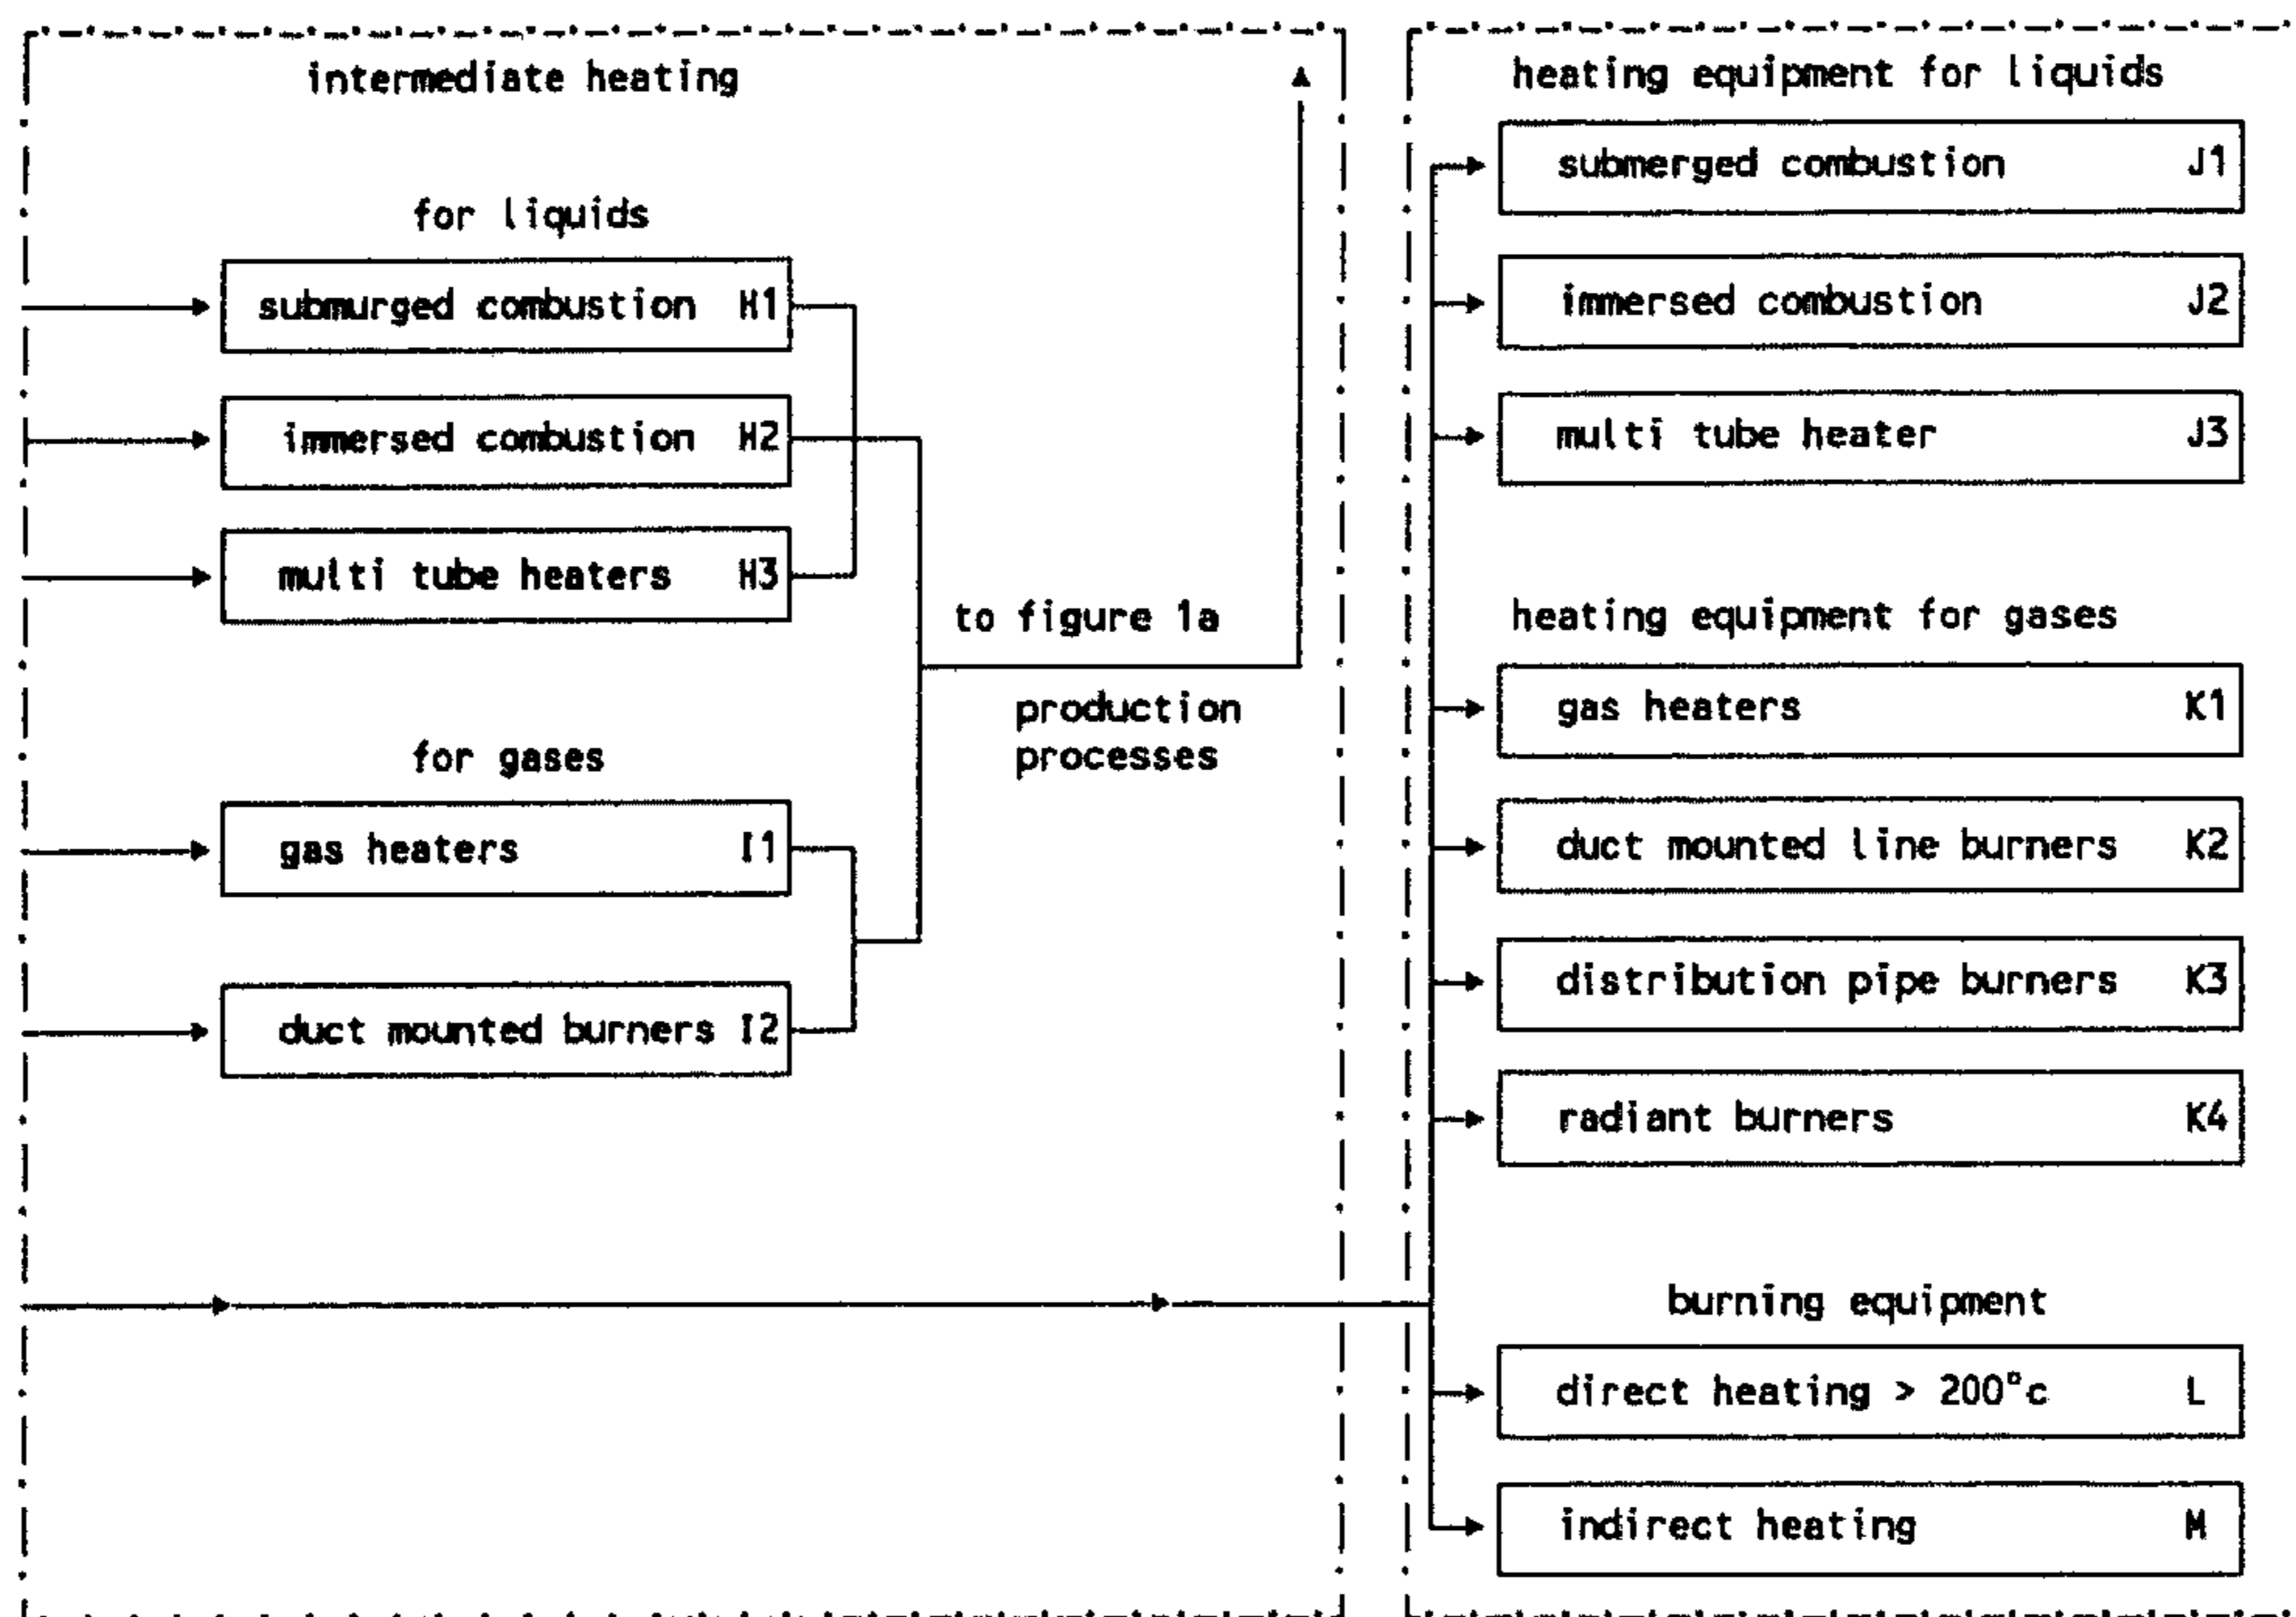 intermediate heating
for liquids
submurged combustion H1
immersed combustion H2
multi tube heaters H3
to figure 1a
production
processes
for gases
gas heaters I1
duct mounted burners I2
heating equipment for liquids
submerged combustion J1
immersed combustion J2
multi tube heater J3
heating equipment for gases
gas heaters K1
duct mounted line burners K2
distribution pipe burners K3
radiant burners K4
burning equipment
direct heating > 200°c L
indirect heating M